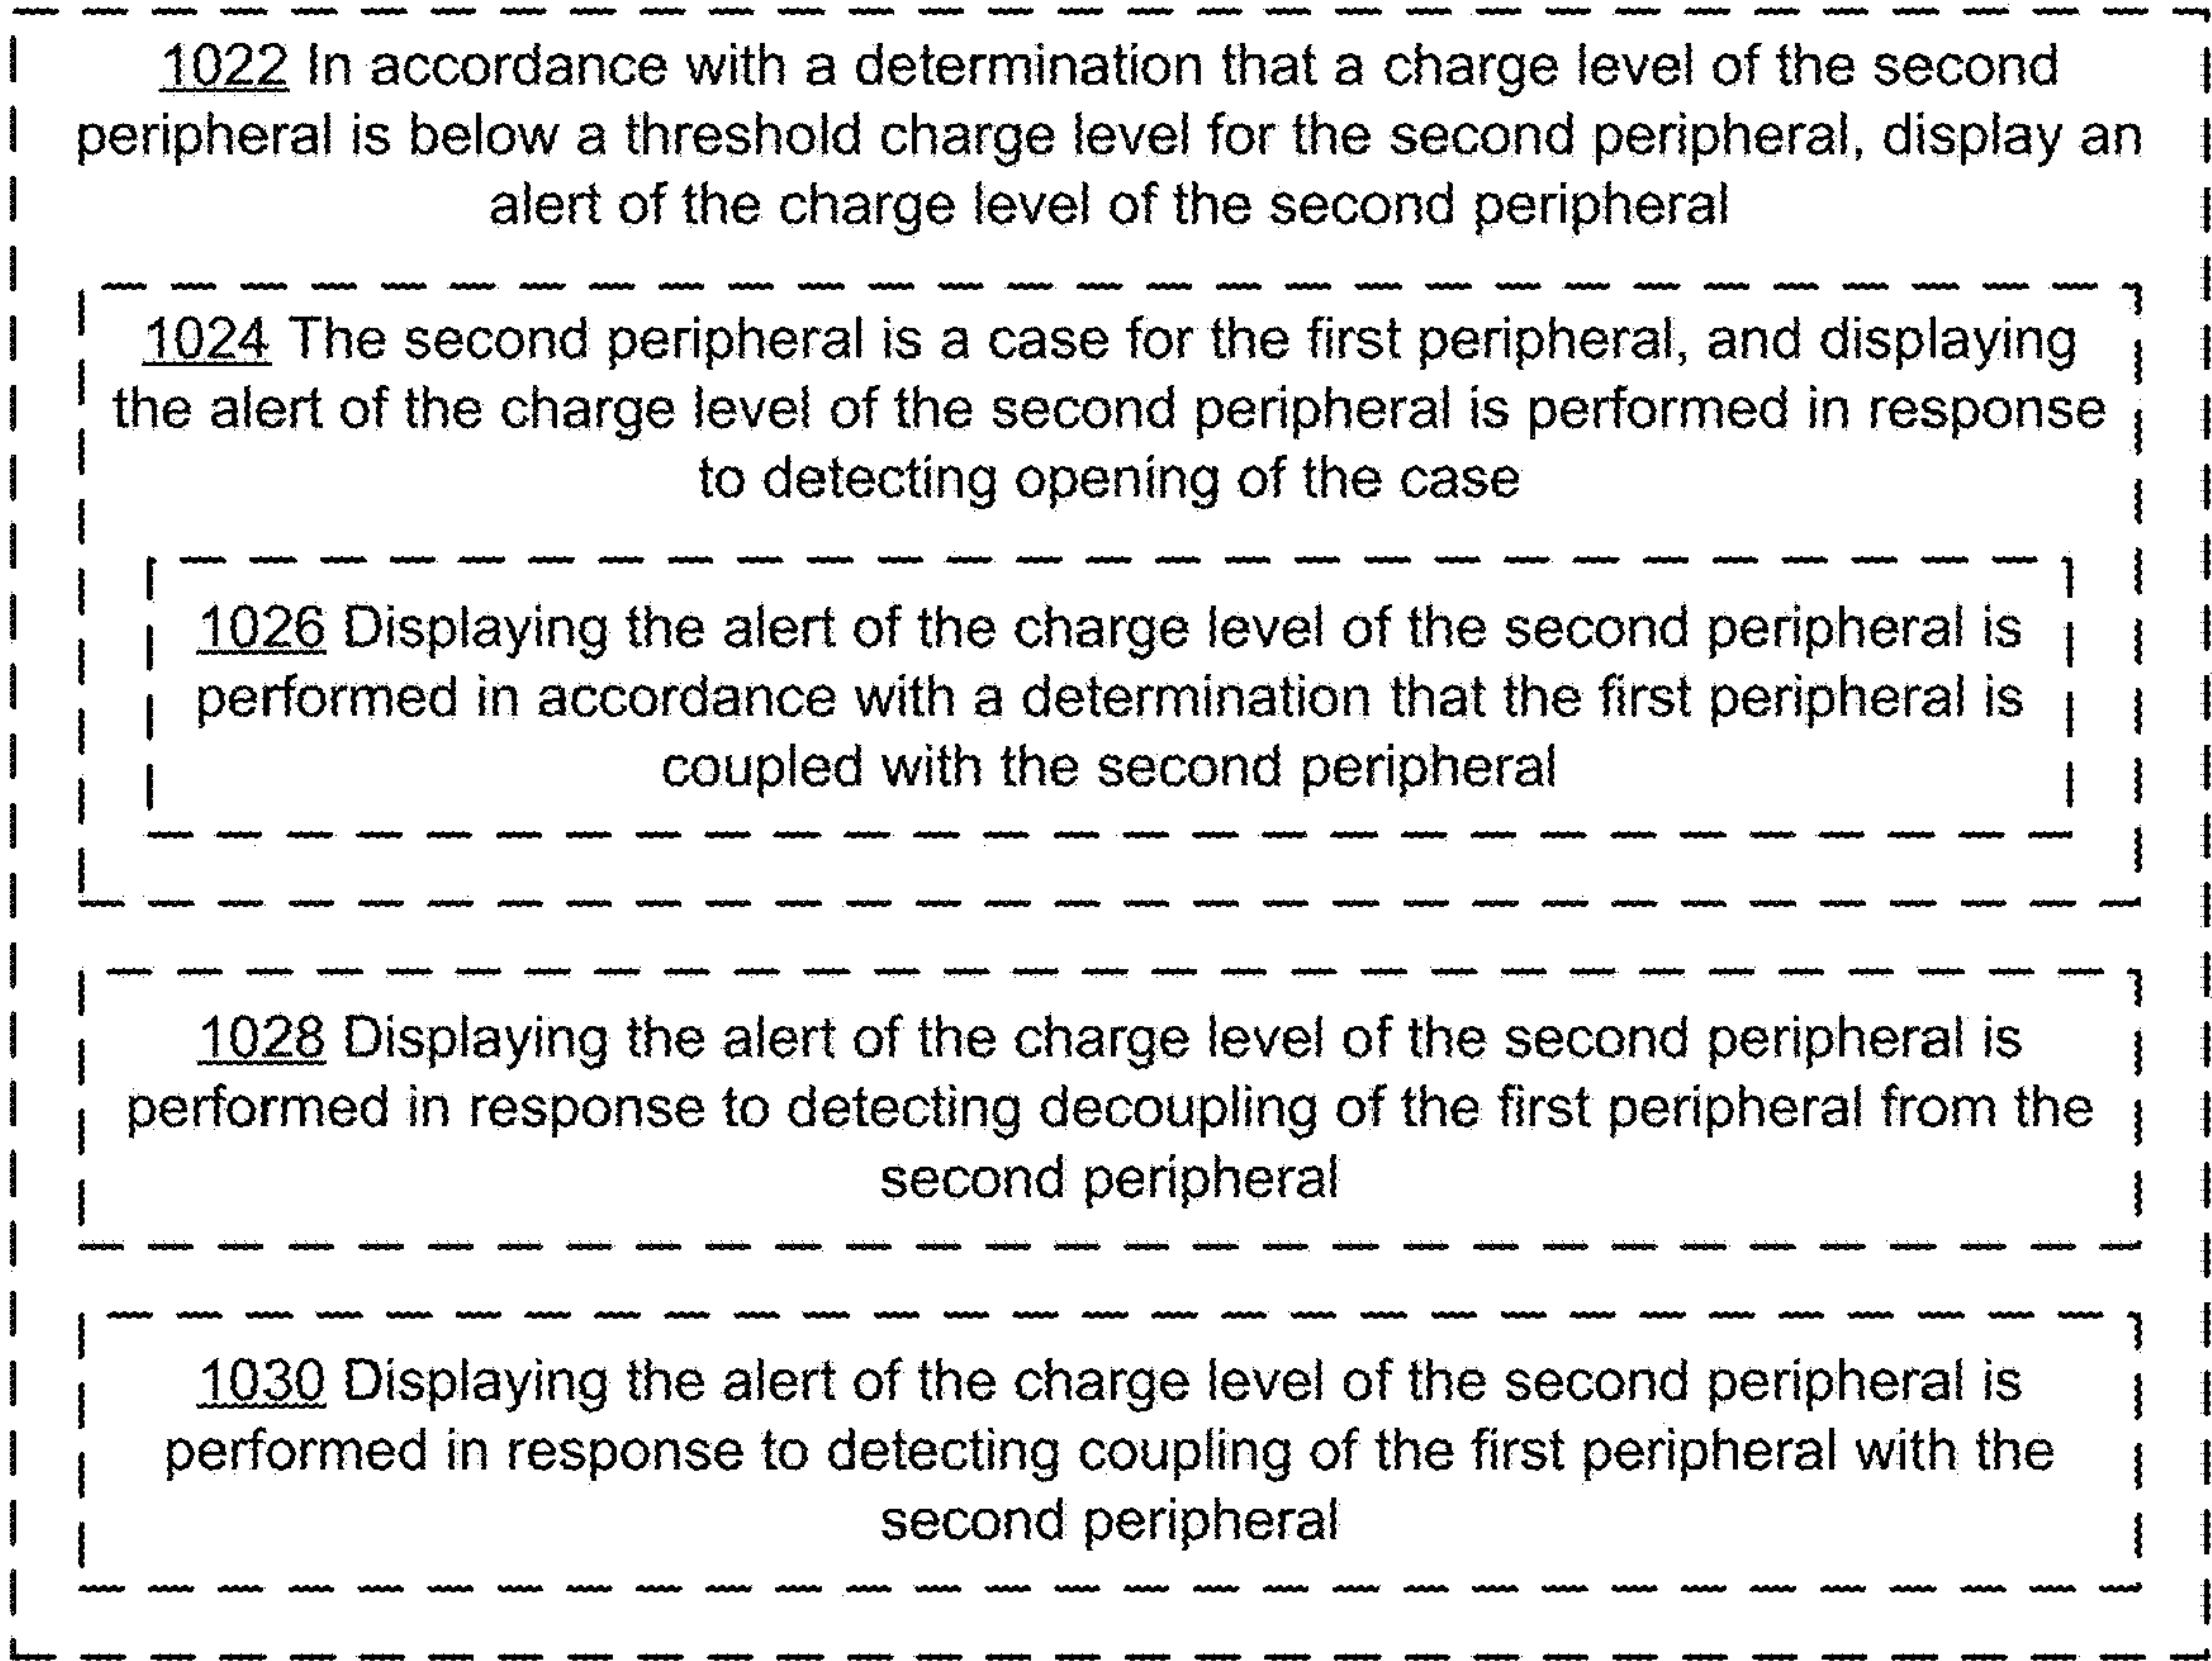 1022 In accordance with a determination that a charge level of the second
peripheral is below a threshold charge level for the second peripheral, display an
alert of the charge level of the second peripheral
1024 The second peripheral is a case for the first peripheral, and displaying
the alert of the charge level of the second peripheral is performed in response
to detecting opening of the case
1026 Displaying the alert of the charge level of the second peripheral is
performed in accordance with a determination that the first peripheral is
coupled with the second peripheral
1028 Displaying the alert of the charge level of the second peripheral is
performed in response to detecting decoupling of the first peripheral from the
second peripheral
1030 Displaying the alert of the charge level of the second peripheral is
performed in response to detecting coupling of the first peripheral with the
second peripheral